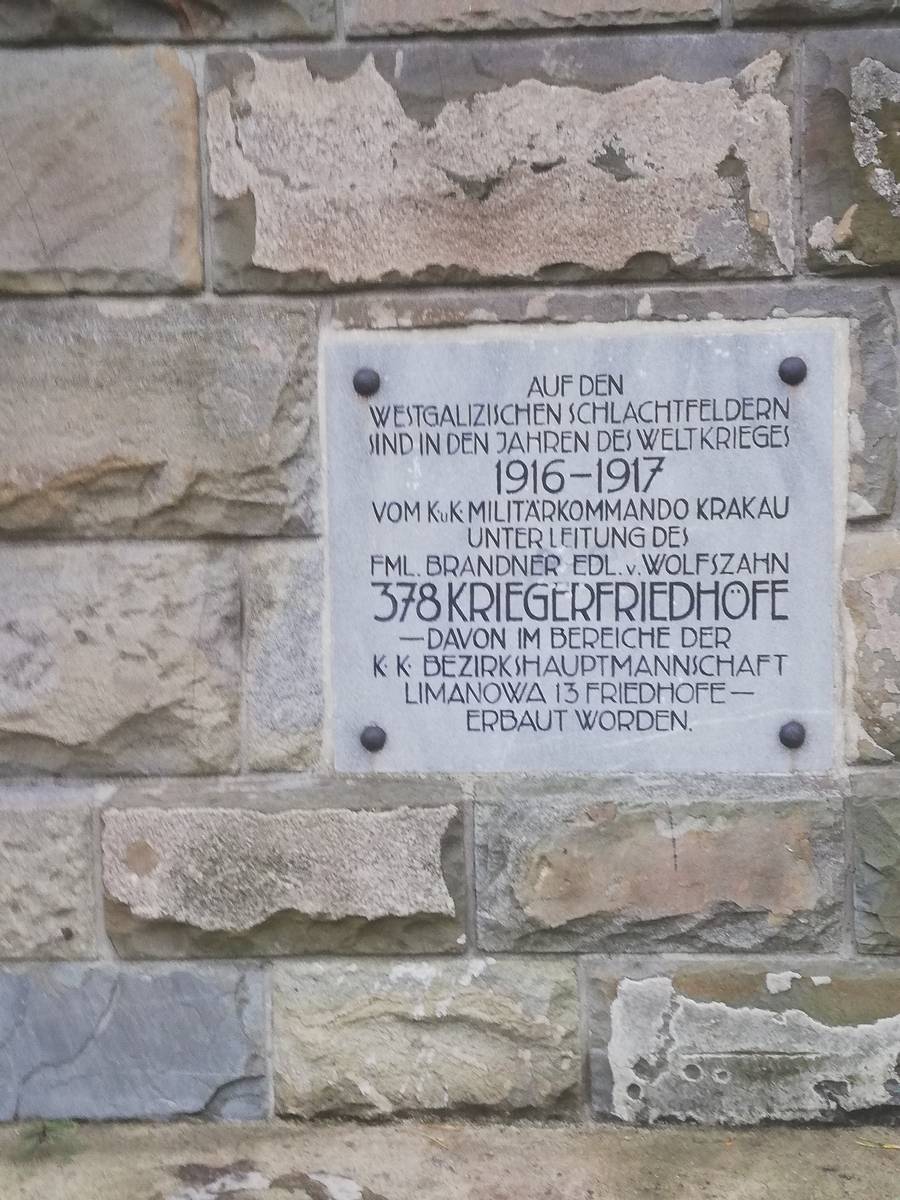 AUF DEN
WESTGALIZISCHEN SCHLACHTFELDERN
SIND IN DEN JAHREN DES WELTKRIEGES
1916–1917
VOM K.u.K. MILITÄRKOMMANDO KRAKAU
UNTER LEITUNG DES
FML. BRANDNER EDL. v. WOLFSZAHN
378 KRIEGERFRIEDHÖFE
—DAVON IM BEREICHE DER
K. K. BEZIRKSHAUPTMANNSCHAFT
LIMANOWA 13 FRIEDHOFE—
ERBAUT WORDEN.